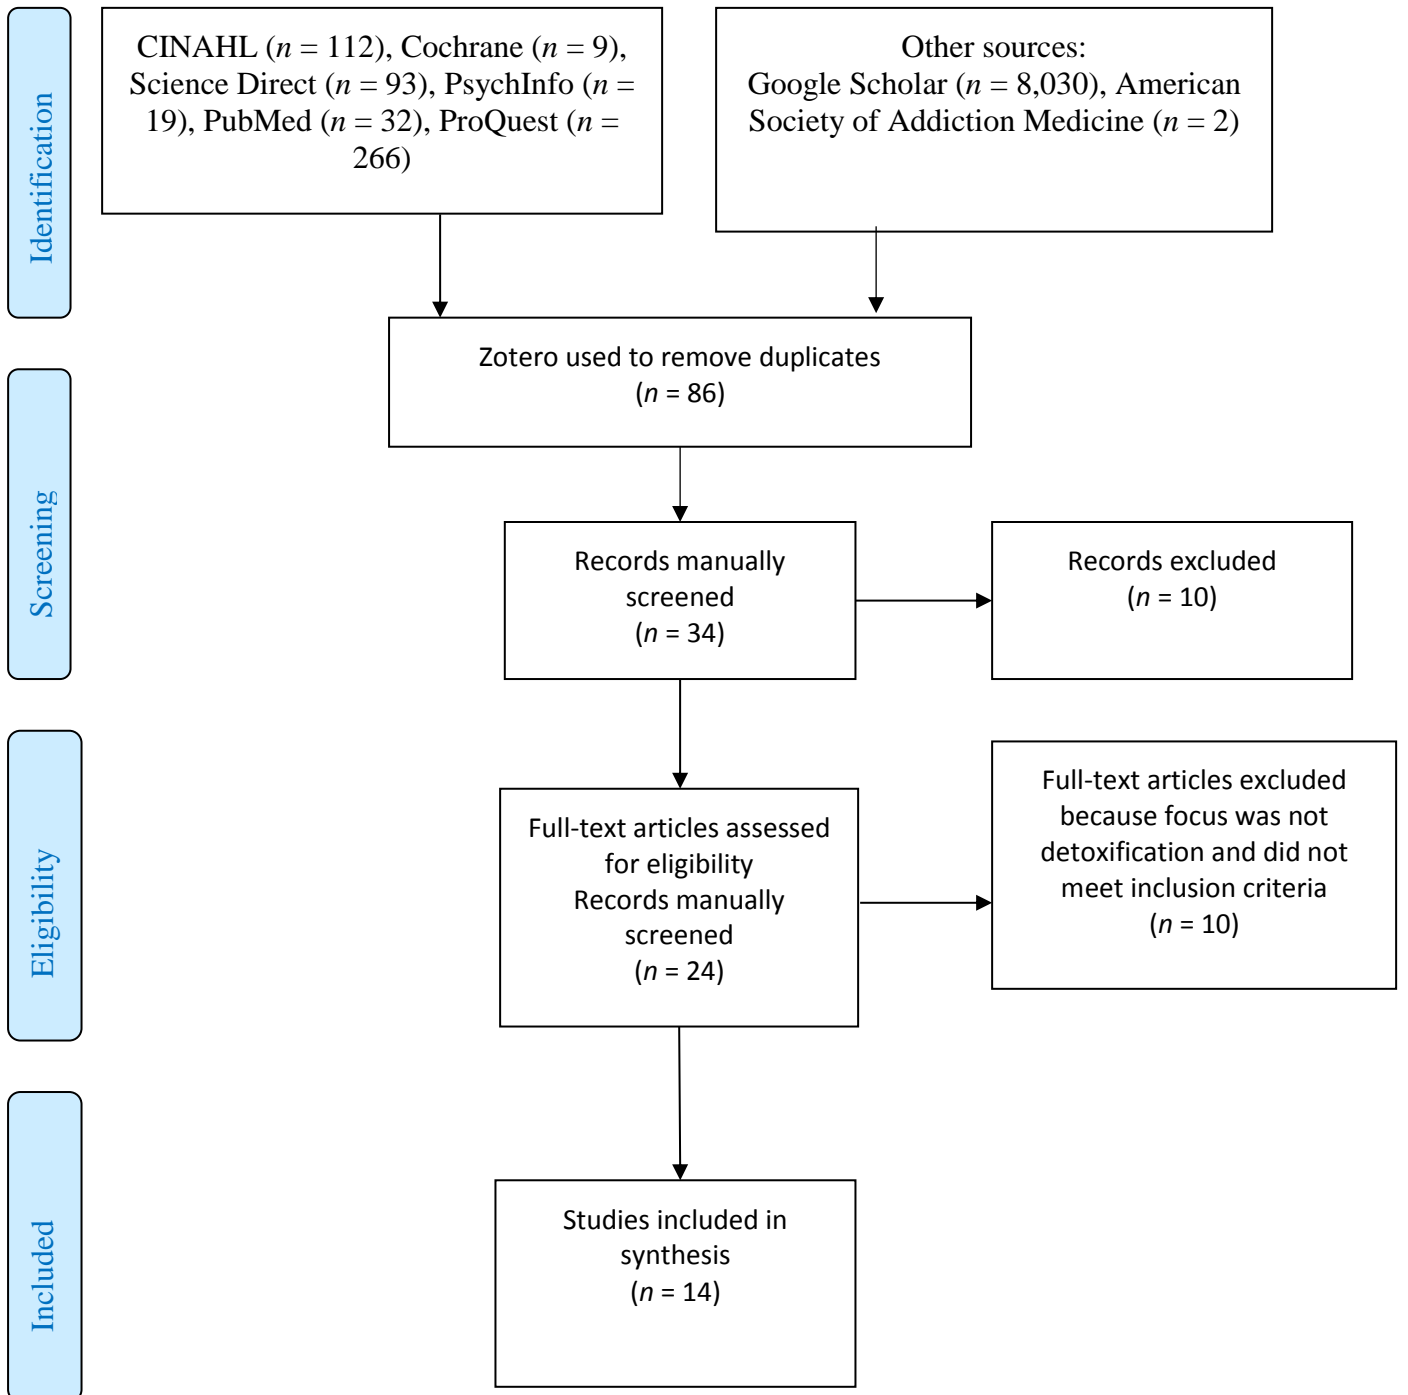 Identification
CINAHL (n = 112), Cochrane (n = 9),
Science Direct (n = 93), PsychInfo (n =
19), PubMed (n = 32), ProQuest (n =
266)
Other sources:
Google Scholar (n = 8,030), American
Society of Addiction Medicine (n = 2)
Zotero used to remove duplicates
(n = 86)
Screening
Records manually
screened
(n = 34)
Records excluded
(n = 10)
Eligibility
Full-text articles assessed
for eligibility
Records manually
screened
(n = 24)
Full-text articles excluded
because focus was not
detoxification and did not
meet inclusion criteria
(n = 10)
Included
Studies included in
synthesis
(n = 14)